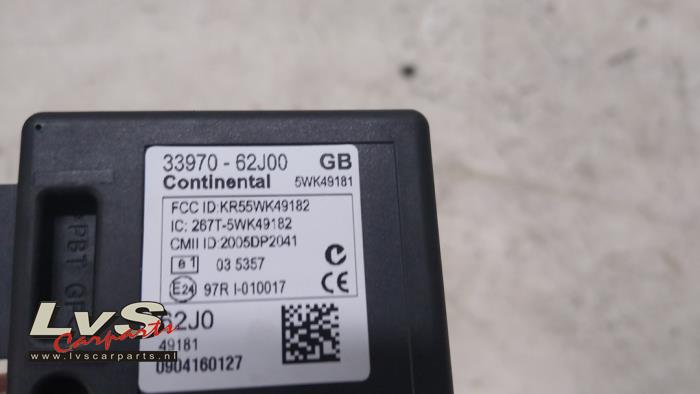 33970 - 62J00 GB
Continental 5WK49181
FCC ID:KR55WK49182
IC: 267T-5WK49182
CMII ID:2005DP2041
e1 03 5357
E24 97R I-010017
CE
62J0
49181
0904160127
LvS
Carparts
www.lvscarparts.nl